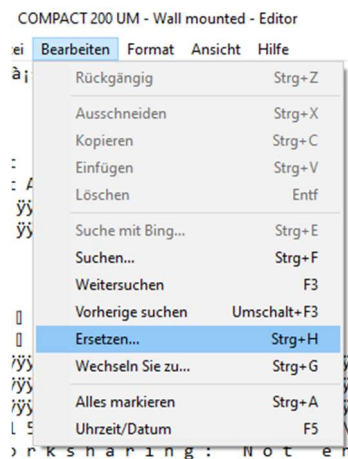 COMPACT 200 UM - Wall mounted - Editor
ei Bearbeiten Format Ansicht Hilfe
Rückgängig Strg+Z
Ausschneiden Strg+X
Kopieren Strg+C
Einfügen Strg+V
Löschen Entf
Suche mit Bing... Strg+E
Suchen... Strg+F
Weitersuchen F3
Vorherige suchen Umschalt+F3
Ersetzen... Strg+H
Wechseln Sie zu... Strg+G
Alles markieren Strg+A
Uhrzeit/Datum F5
orksharing: Not e